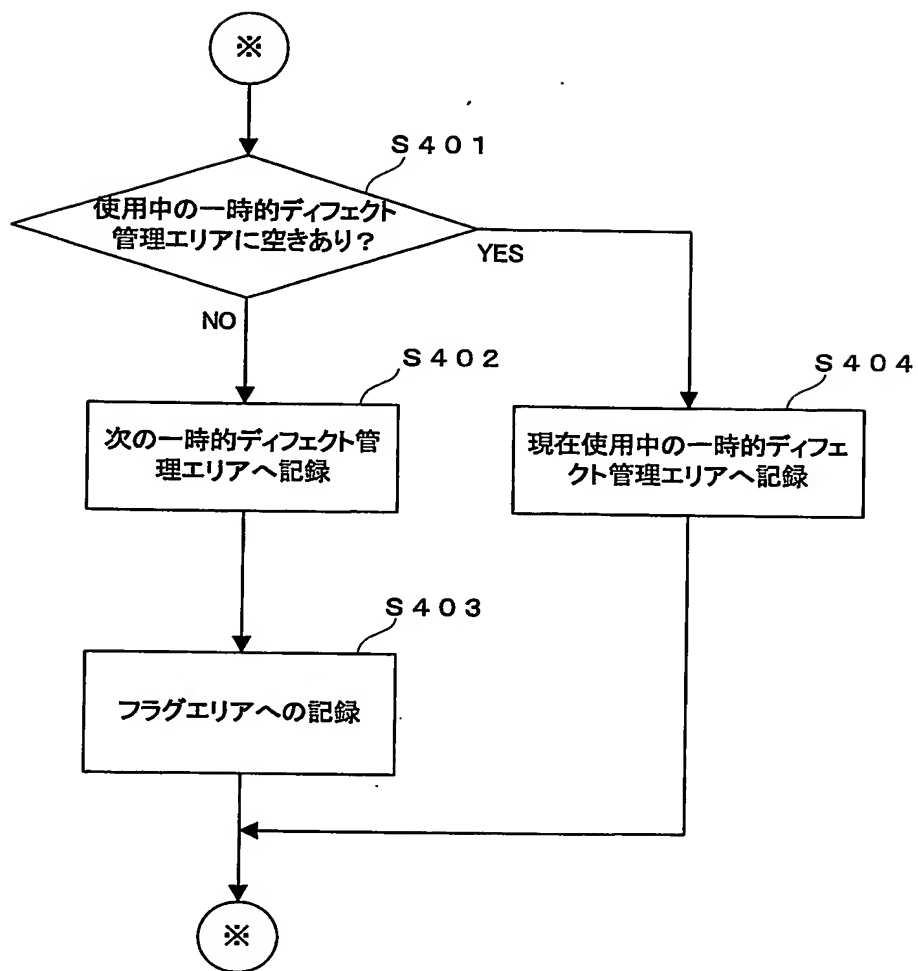 ※
S401
使用中の一時的ディフェクト
管理エリアに空きあり？
YES
NO
S402
次の一時的ディフェクト管
理エリアへ記録
S404
現在使用中の一時的ディフェ
クト管理エリアへ記録
S403
フラグエリアへの記録
※